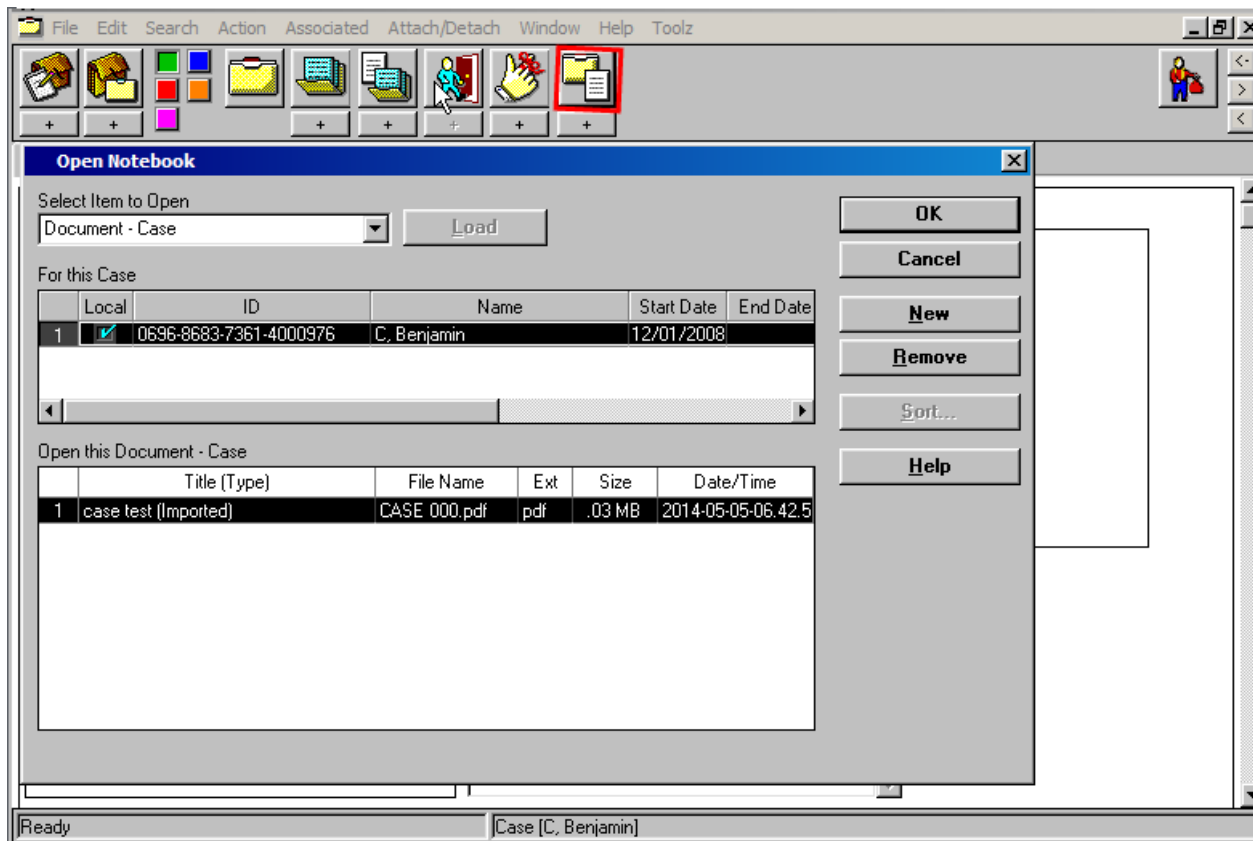 File Edit Search Action Associated Attach/Detach Window Help Toolz
+ + + + + + +
Open Notebook
Select Item to Open
Document - Case Load
OK
Cancel
For this Case
Local ID Name Start Date End Date
1 0696-8683-7361-4000976 C, Benjamin 12/01/2008
New
Remove
Sort...
Open this Document - Case
Help
Title (Type) File Name Ext Size Date/Time
1 case test (Imported) CASE 000.pdf pdf .03 MB 2014-05-05-06.42.5
Ready Case [C, Benjamin]